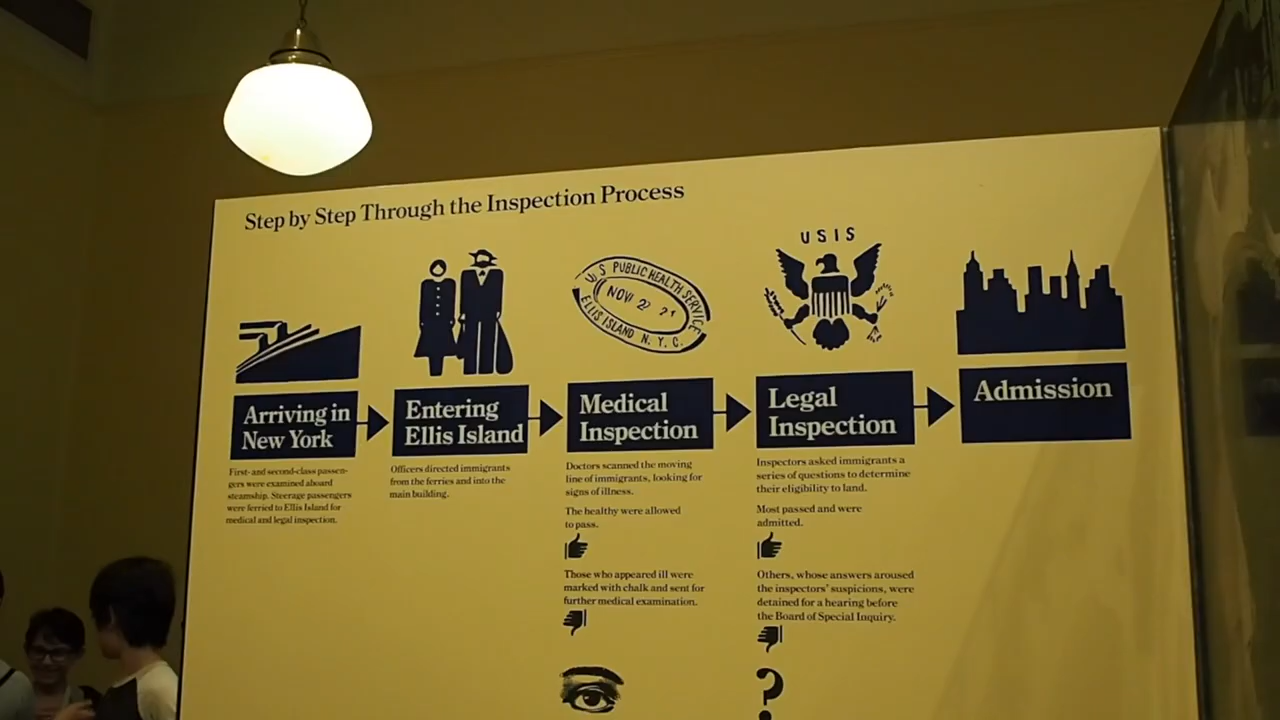 Step by Step Through the Inspection Process
Arriving in
New York
First- and second-class passen-
gers were examined aboard
steamship. Steerage passengers
were ferried to Ellis Island for
medical and legal inspection.
Entering
Ellis Island
Officers directed immigrants
from the ferries and into the
main building.
U S PUBLIC HEALTH SERVICE
NOV 22 21
ELLIS ISLAND N. Y. C.
Medical
Inspection
Doctors scanned the moving
line of immigrants, looking for
signs of illness.
The healthy were allowed
to pass.
Those who appeared ill were
marked with chalk and sent for
further medical examination.
USIS
Legal
Inspection
Inspectors asked immigrants a
series of questions to determine
their eligibility to land.
Most passed and were
admitted.
Others, whose answers aroused
the inspectors' suspicions, were
detained for a hearing before
the Board of Special Inquiry.
?
Admission